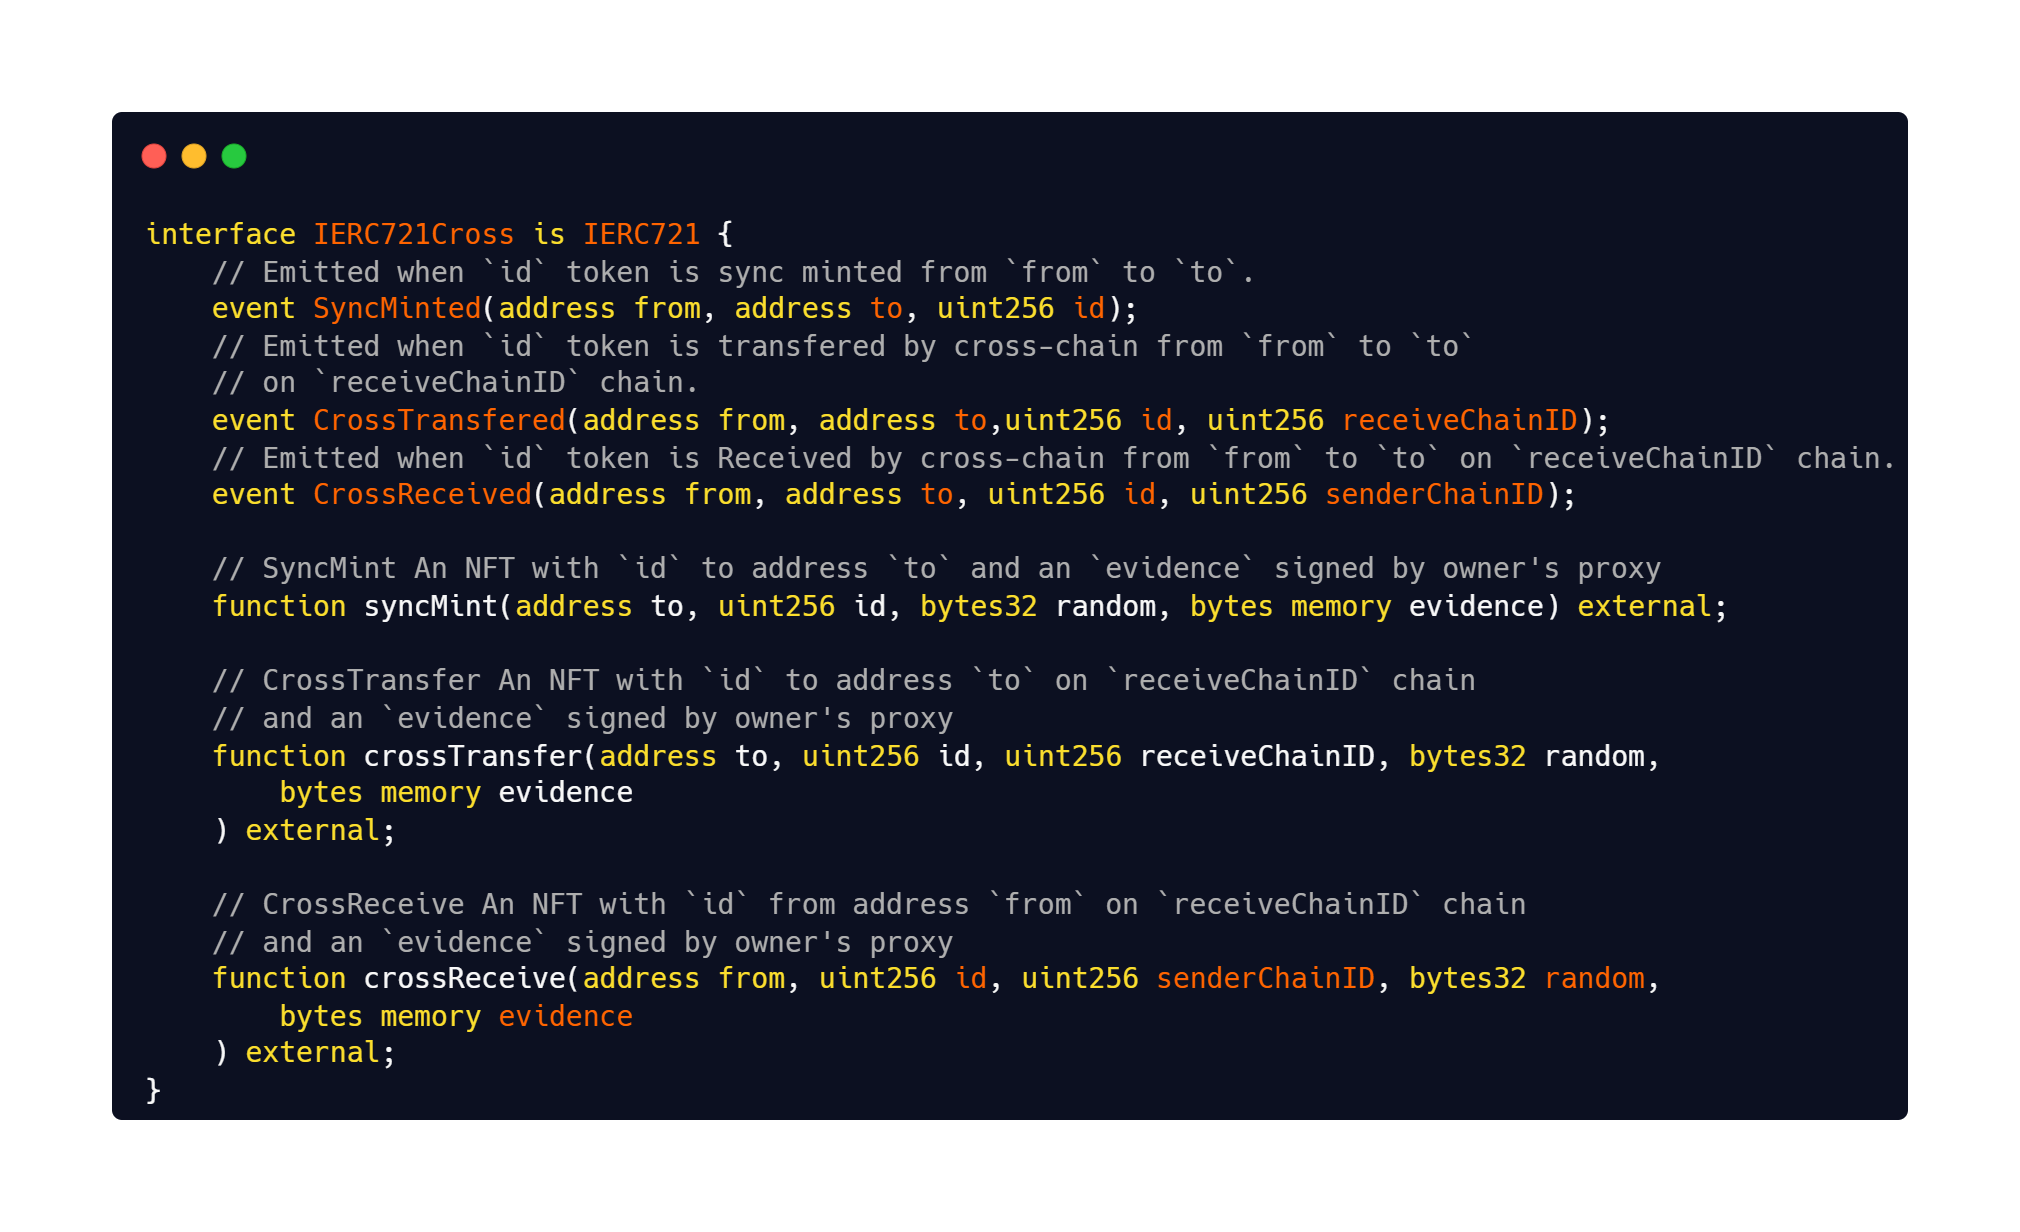 interface IERC721Cross is IERC721 {
    // Emitted when `id` token is sync minted from `from` to `to`.
    event SyncMinted(address from, address to, uint256 id);
    // Emitted when `id` token is transfered by cross-chain from `from` to `to`
    // on `receiveChainID` chain.
    event CrossTransfered(address from, address to,uint256 id, uint256 receiveChainID);
    // Emitted when `id` token is Received by cross-chain from `from` to `to` on `receiveChainID` chain.
    event CrossReceived(address from, address to, uint256 id, uint256 senderChainID);

    // SyncMint An NFT with `id` to address `to` and an `evidence` signed by owner's proxy
    function syncMint(address to, uint256 id, bytes32 random, bytes memory evidence) external;

    // CrossTransfer An NFT with `id` to address `to` on `receiveChainID` chain
    // and an `evidence` signed by owner's proxy
    function crossTransfer(address to, uint256 id, uint256 receiveChainID, bytes32 random,
        bytes memory evidence
    ) external;

    // CrossReceive An NFT with `id` from address `from` on `receiveChainID` chain
    // and an `evidence` signed by owner's proxy
    function crossReceive(address from, uint256 id, uint256 senderChainID, bytes32 random,
        bytes memory evidence
    ) external;
}